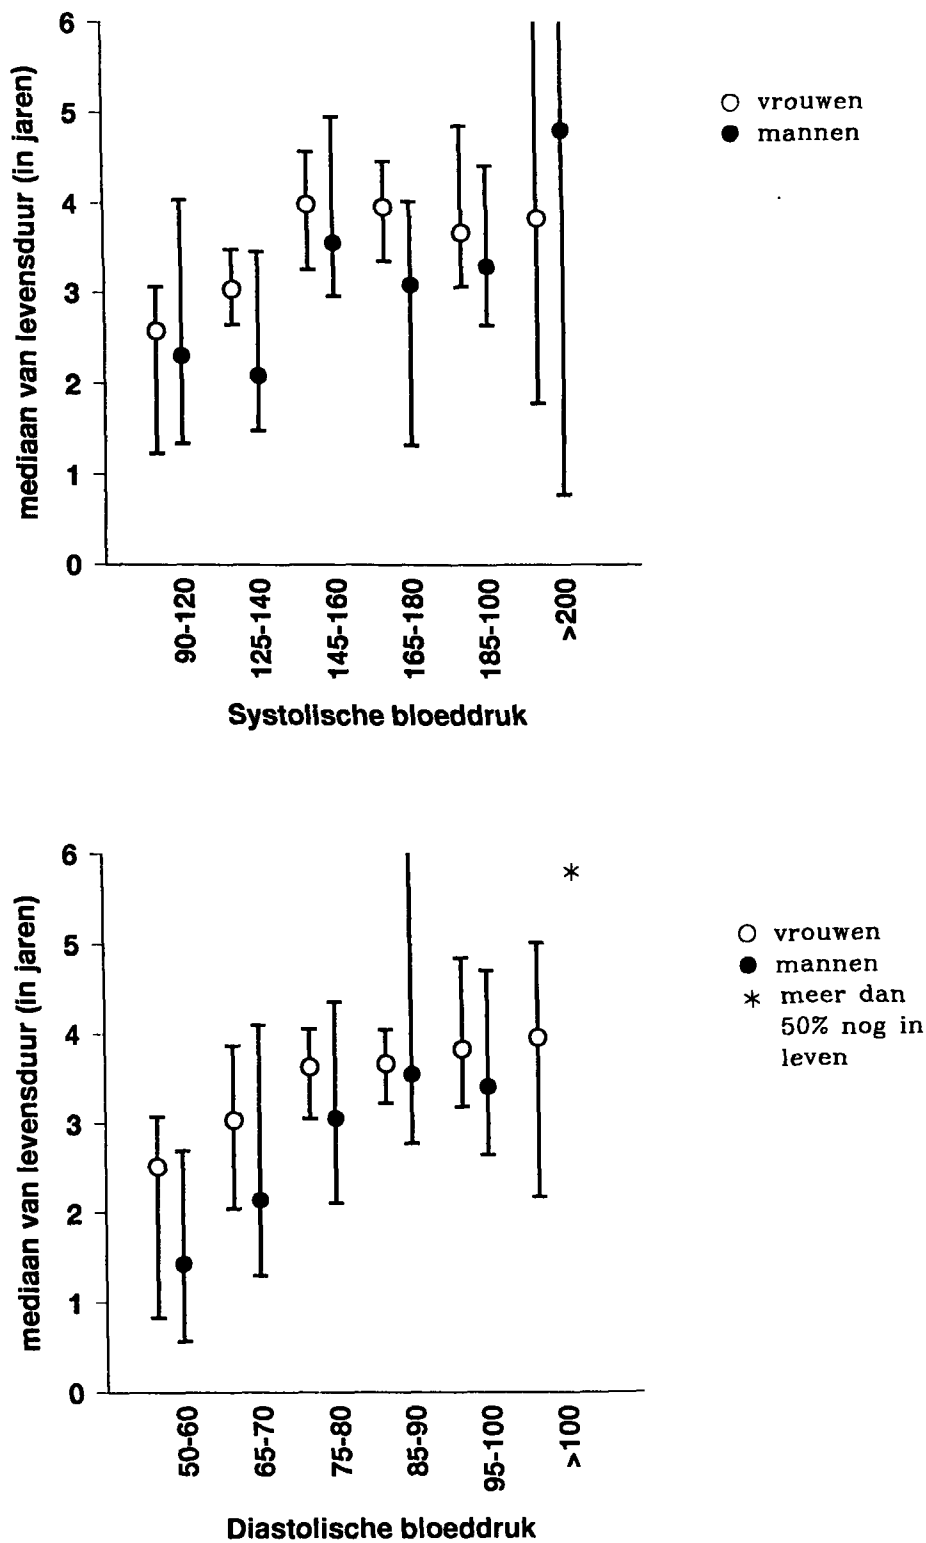 mediaan van levensduur (in jaren)
6
5
4
3
2
1
0
90-120
125-140
145-160
165-180
185-100
>200
Systolische bloeddruk
vrouwen
mannen
mediaan van levensduur (in jaren)
6
5
4
3
2
1
0
*
50-60
65-70
75-80
85-90
95-100
>100
Diastolische bloeddruk
vrouwen
mannen
* meer dan
50% nog in
leven